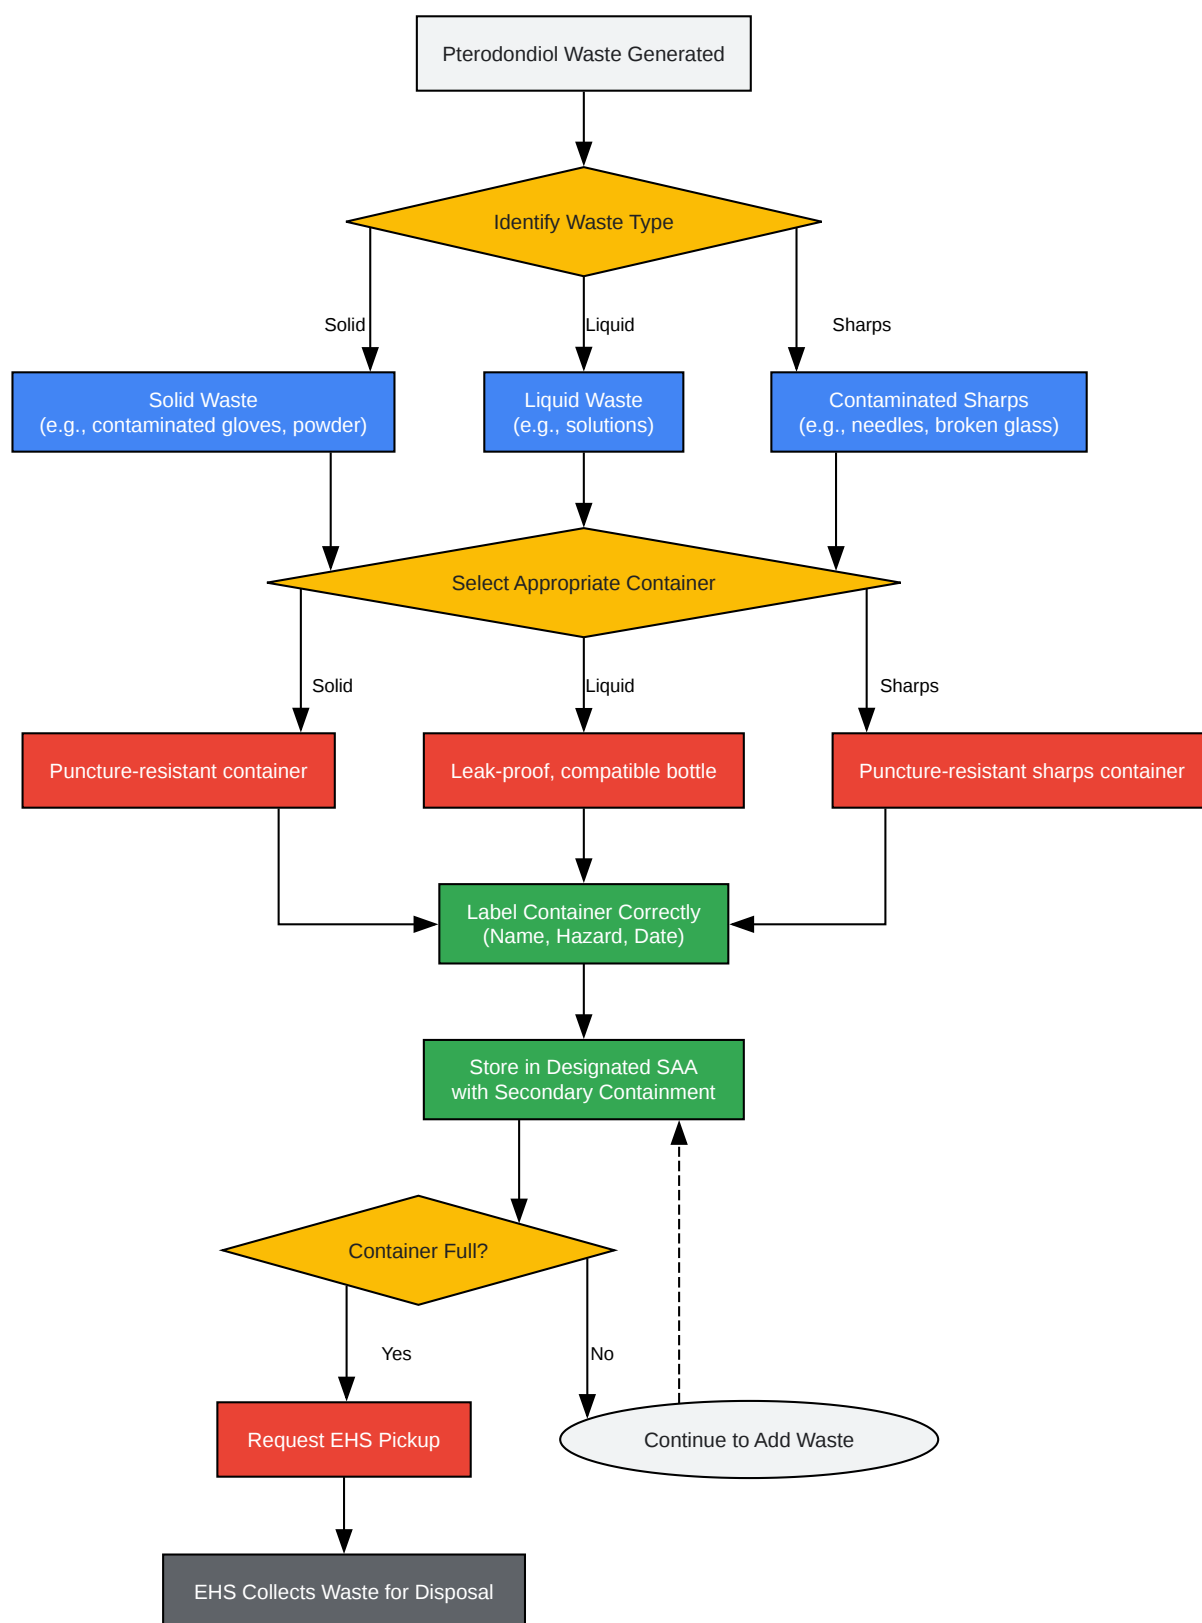 Pterodondiol Waste Generated
Identify Waste Type
Solid
Liquid
Sharps
Solid Waste
(e.g., contaminated gloves, powder)
Liquid Waste
(e.g., solutions)
Contaminated Sharps
(e.g., needles, broken glass)
Select Appropriate Container
Solid
Liquid
Sharps
Puncture-resistant container
Leak-proof, compatible bottle
Puncture-resistant sharps container
Label Container Correctly
(Name, Hazard, Date)
Store in Designated SAA
with Secondary Containment
Container Full?
Yes
No
Request EHS Pickup
Continue to Add Waste
EHS Collects Waste for Disposal